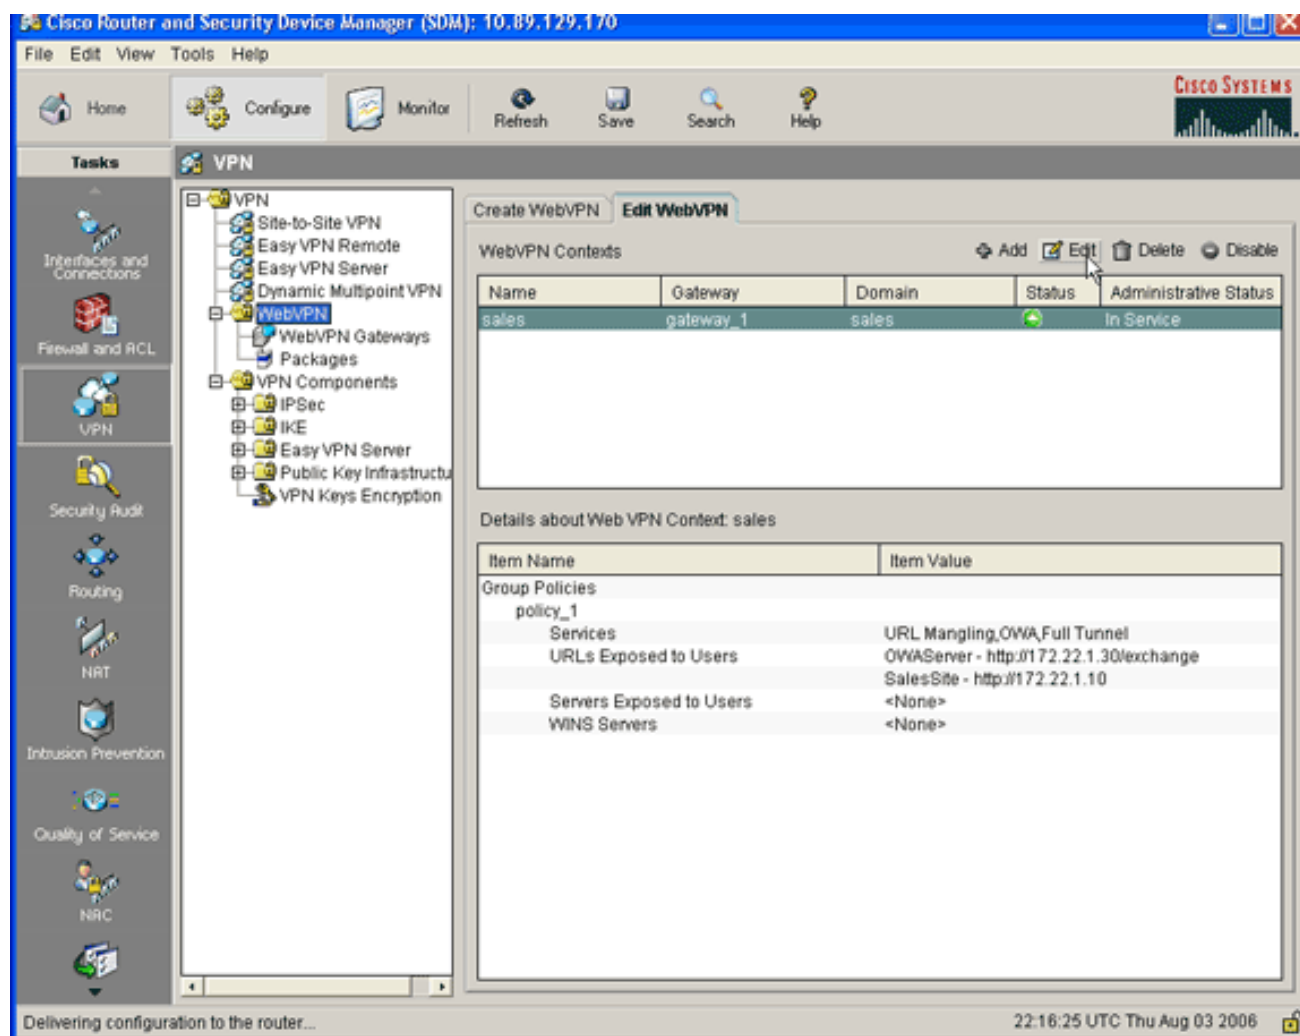 Cisco Router and Security Device Manager (SDM): 10.89.129.170
File Edit View Tools Help
Home Configure Monitor Refresh Save Search Help
CISCO SYSTEMS
Tasks
VPN
Interfaces and
Connections
Firewall and ACL
VPN
Security Audit
Routing
NAT
Intrusion Prevention
Quality of Service
NAC
VPN
Site-to-Site VPN
Easy VPN Remote
Easy VPN Server
Dynamic Multipoint VPN
WebVPN
WebVPN Gateways
Packages
VPN Components
IPSec
IKE
Easy VPN Server
Public Key Infrastructu
VPN Keys Encryption
Create WebVPN Edit WebVPN
WebVPN Contexts Add Edit Delete Disable
Name Gateway Domain Status Administrative Status
sales gateway_1 sales In Service
Details about Web VPN Context: sales
Item Name Item Value
Group Policies
policy_1
Services URL Mangling,OWA,Full Tunnel
URLs Exposed to Users OWAServer - http://172.22.1.30/exchange
SalesSite - http://172.22.1.10
Servers Exposed to Users <None>
WINS Servers <None>
Delivering configuration to the router... 22:16:25 UTC Thu Aug 03 2006